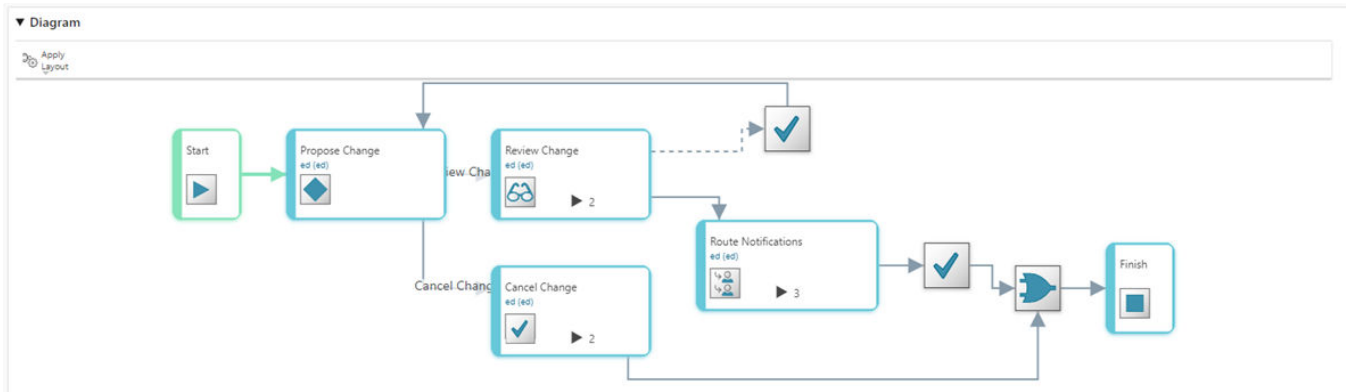 Diagram
Apply
Layout
Start
Propose Change
ed (ed)
iew Cha
Review Change
ed (ed)
2
Route Notifications
ed (ed)
3
Cancel Chang
Cancel Change
ed (ed)
2
Finish